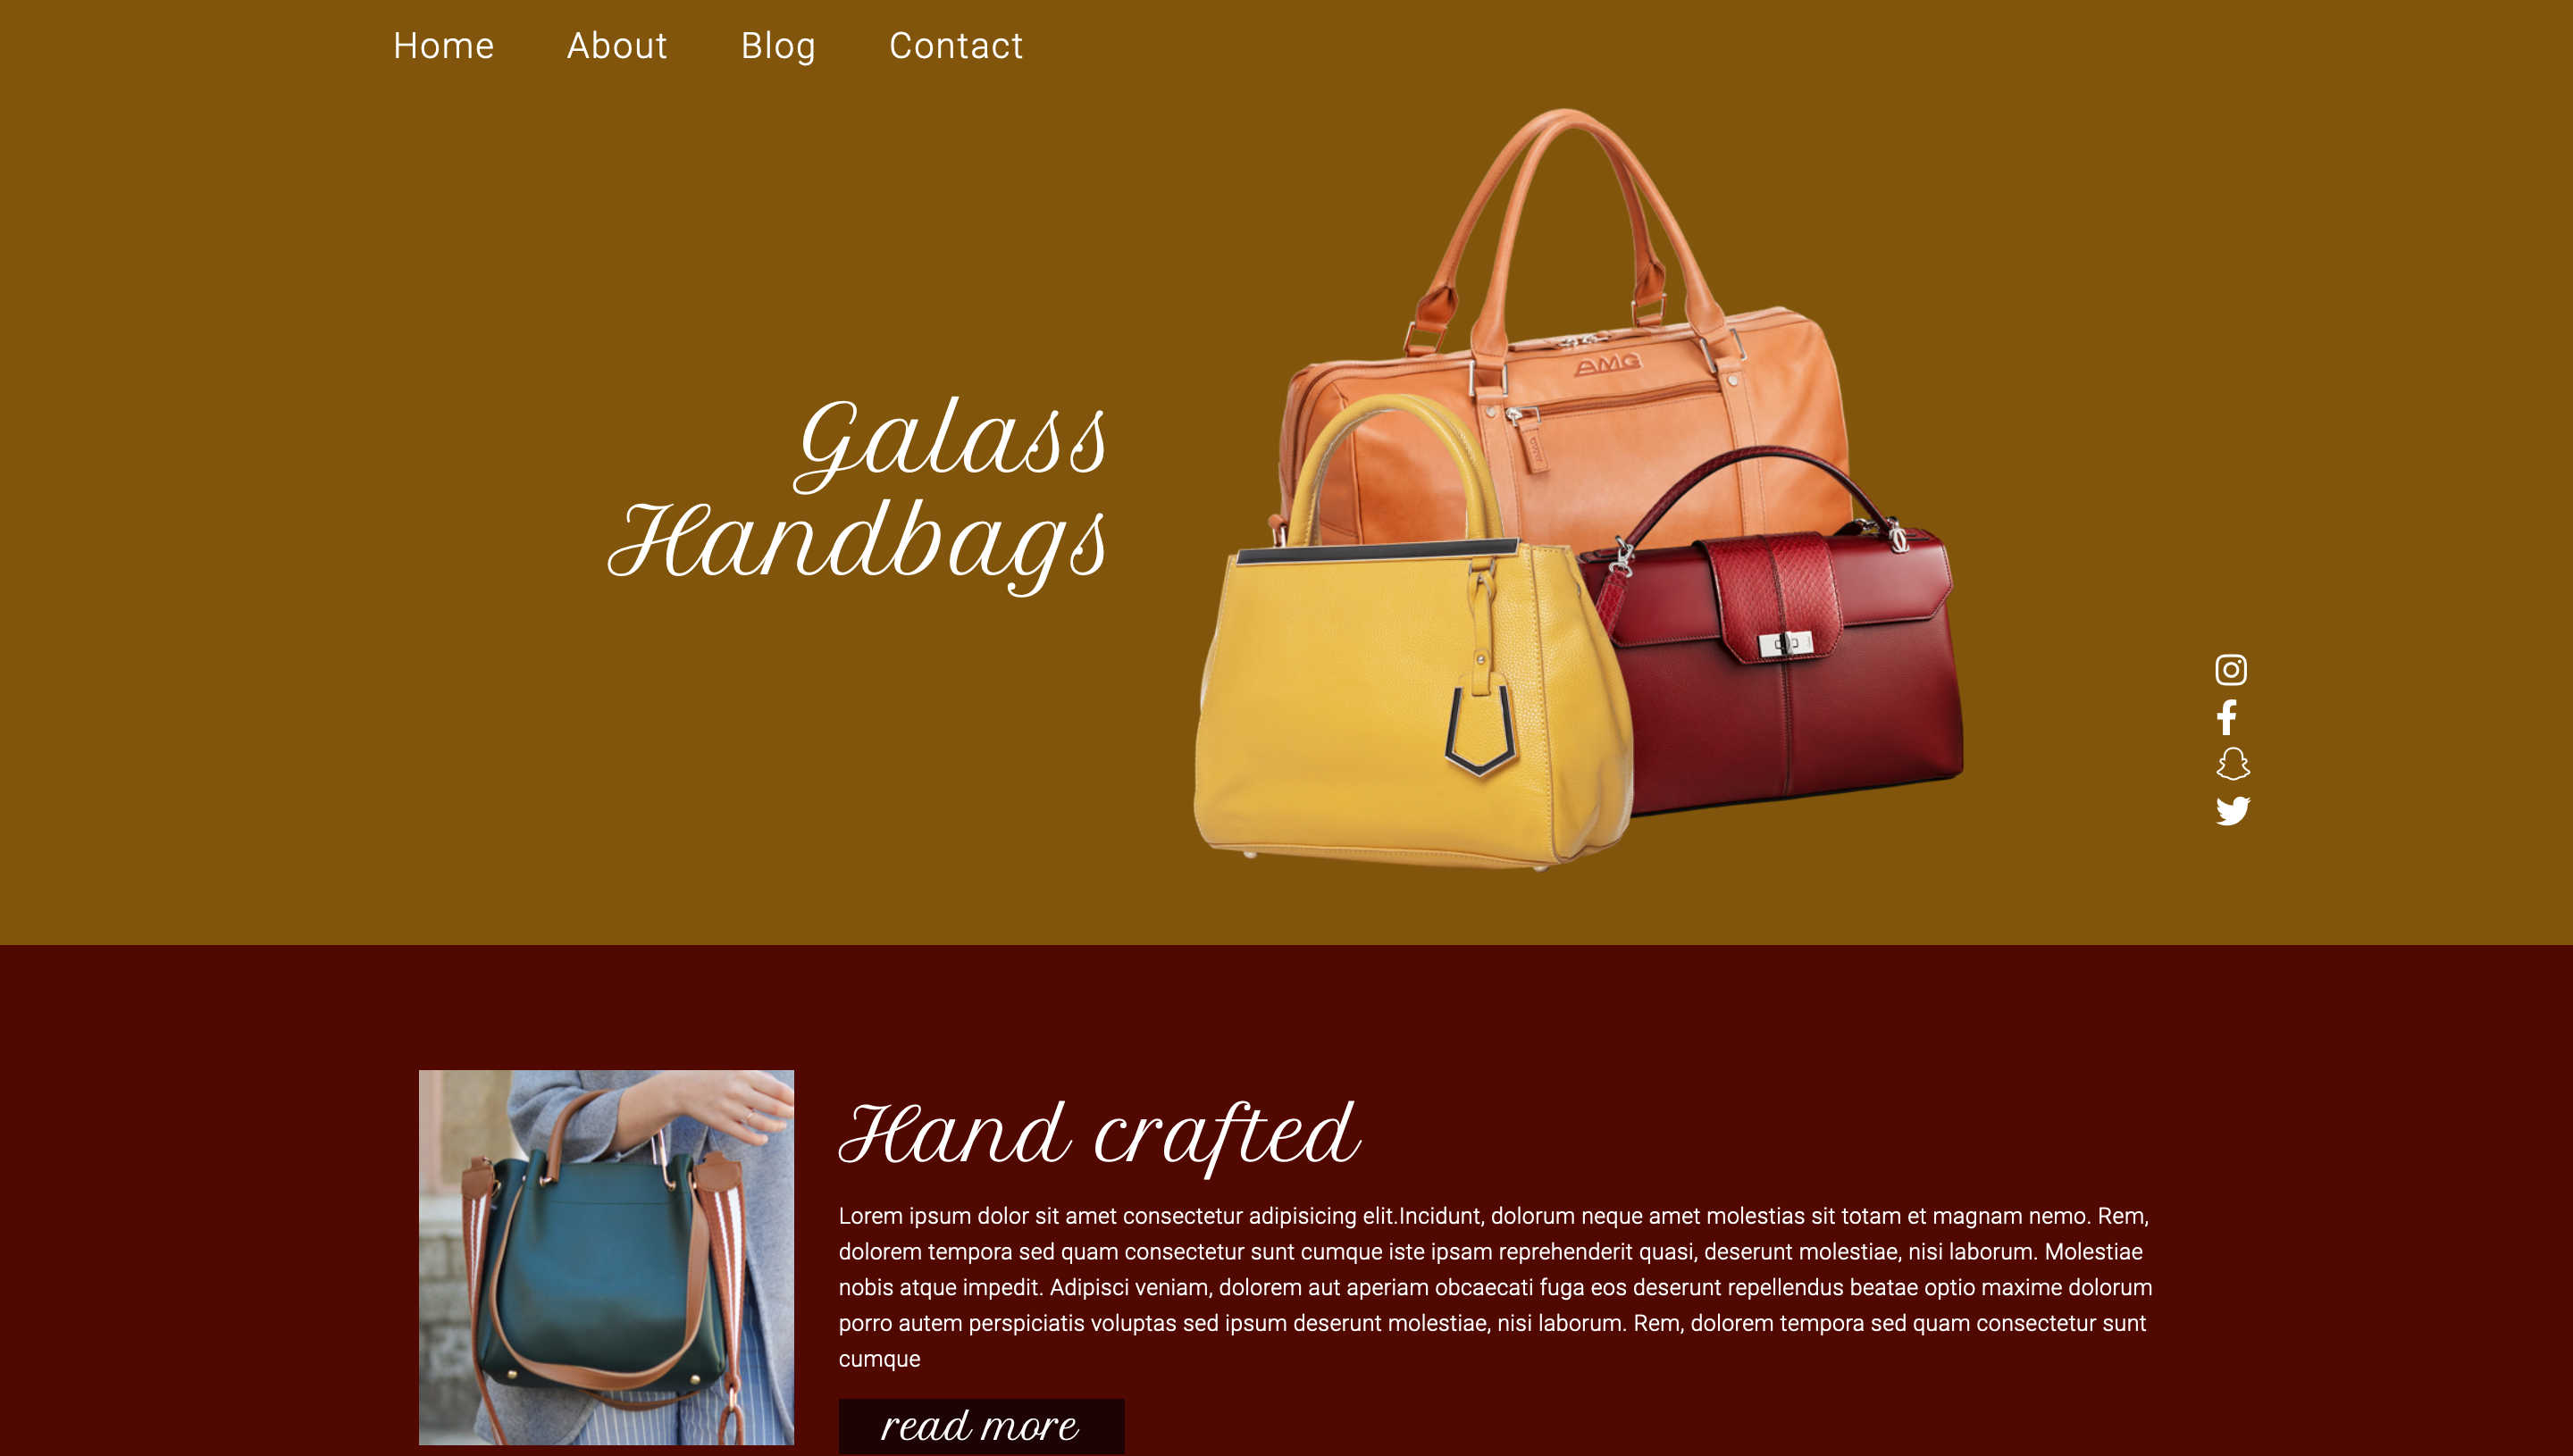 Home About Blog Contact
AMG
Galass
Handbags
Hand crafted
Lorem ipsum dolor sit amet consectetur adipisicing elit.Incidunt, dolorum neque amet molestias sit totam et magnam nemo. Rem,
dolorem tempora sed quam consectetur sunt cumque iste ipsam reprehenderit quasi, deserunt molestiae, nisi laborum. Molestiae
nobis atque impedit. Adipisci veniam, dolorem aut aperiam obcaecati fuga eos deserunt repellendus beatae optio maxime dolorum
porro autem perspiciatis voluptas sed ipsum deserunt molestiae, nisi laborum. Rem, dolorem tempora sed quam consectetur sunt
cumque
read more